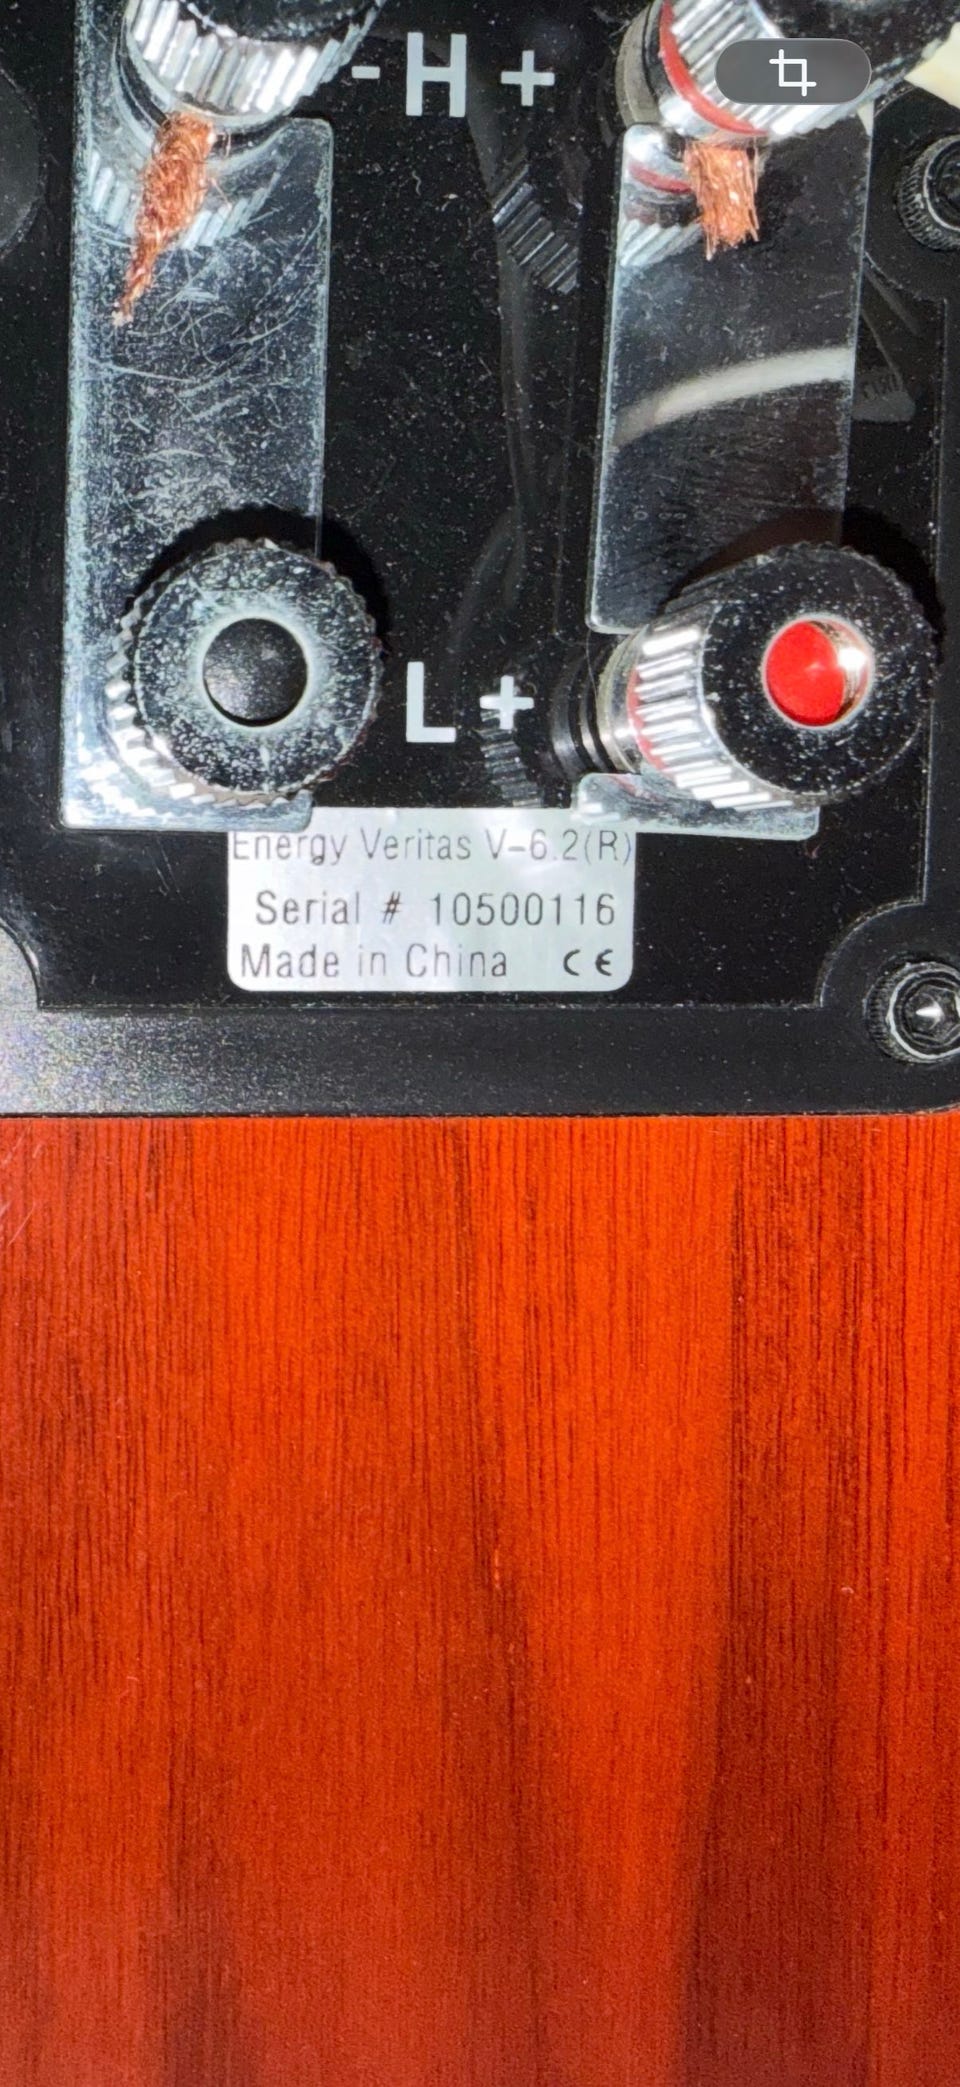 - H +
L +
Energy Veritas V-6.2(R)
Serial # 10500116
Made in China CE